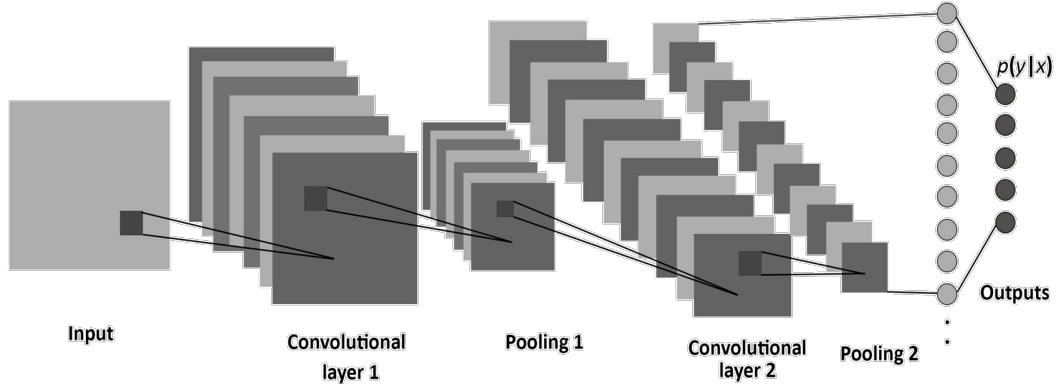 p(y|x)
Input
Convolutional
layer 1
Pooling 1
Convolutional
layer 2
Pooling 2
Outputs